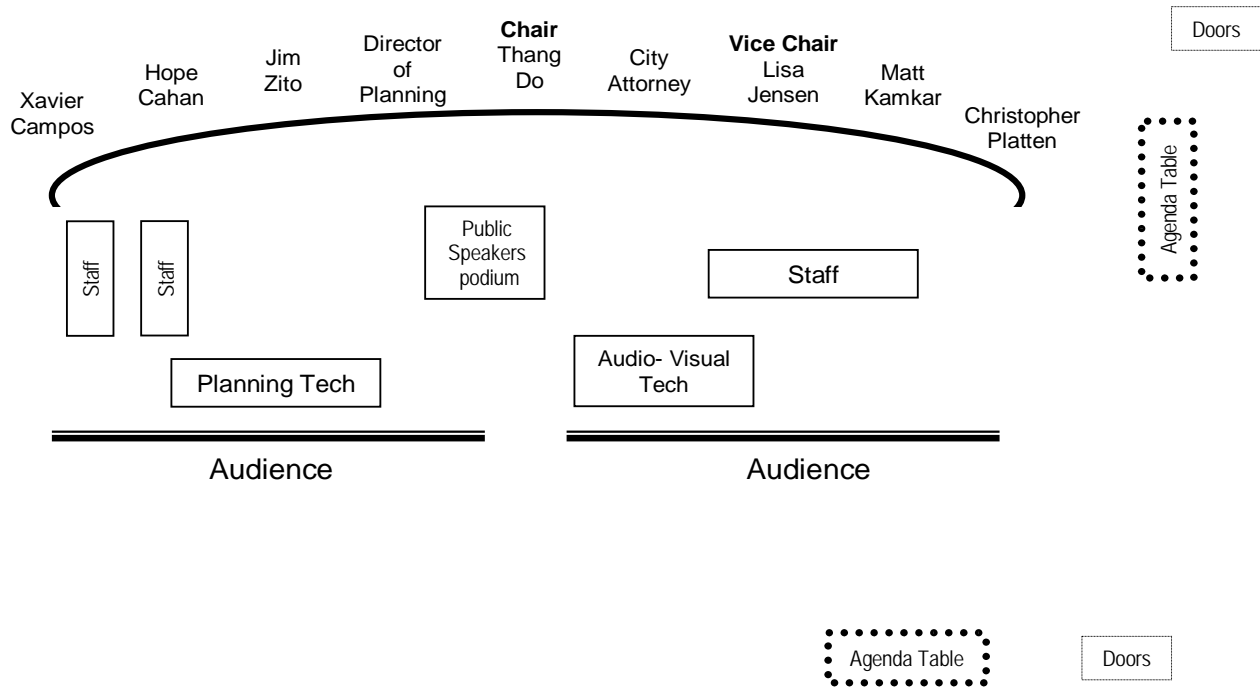 Doors
Xavier
Campos
Hope
Cahan
Jim
Zito
Director
of
Planning
Chair
Thang
Do
City
Attorney
Vice Chair
Lisa
Jensen
Matt
Kamkar
Christopher
Platten
Agenda Table
Staff
Staff
Public
Speakers
podium
Staff
Planning Tech
Audio- Visual
Tech
Audience
Audience
Agenda Table
Doors